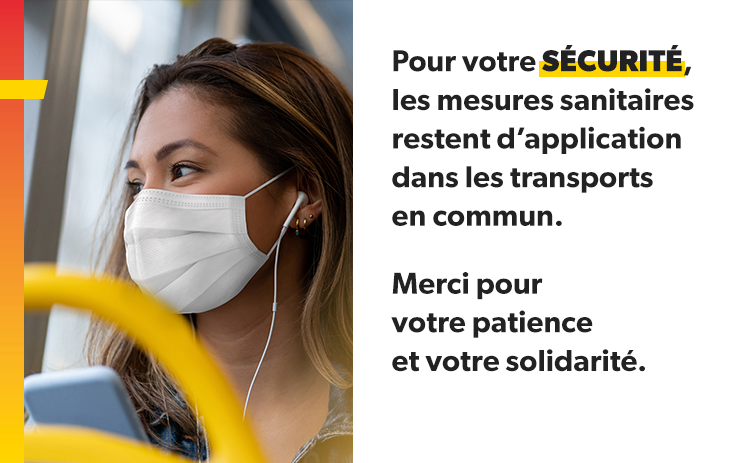 Pour votre SÉCURITÉ,
les mesures sanitaires
restent d’application
dans les transports
en commun.
Merci pour
votre patience
et votre solidarité.